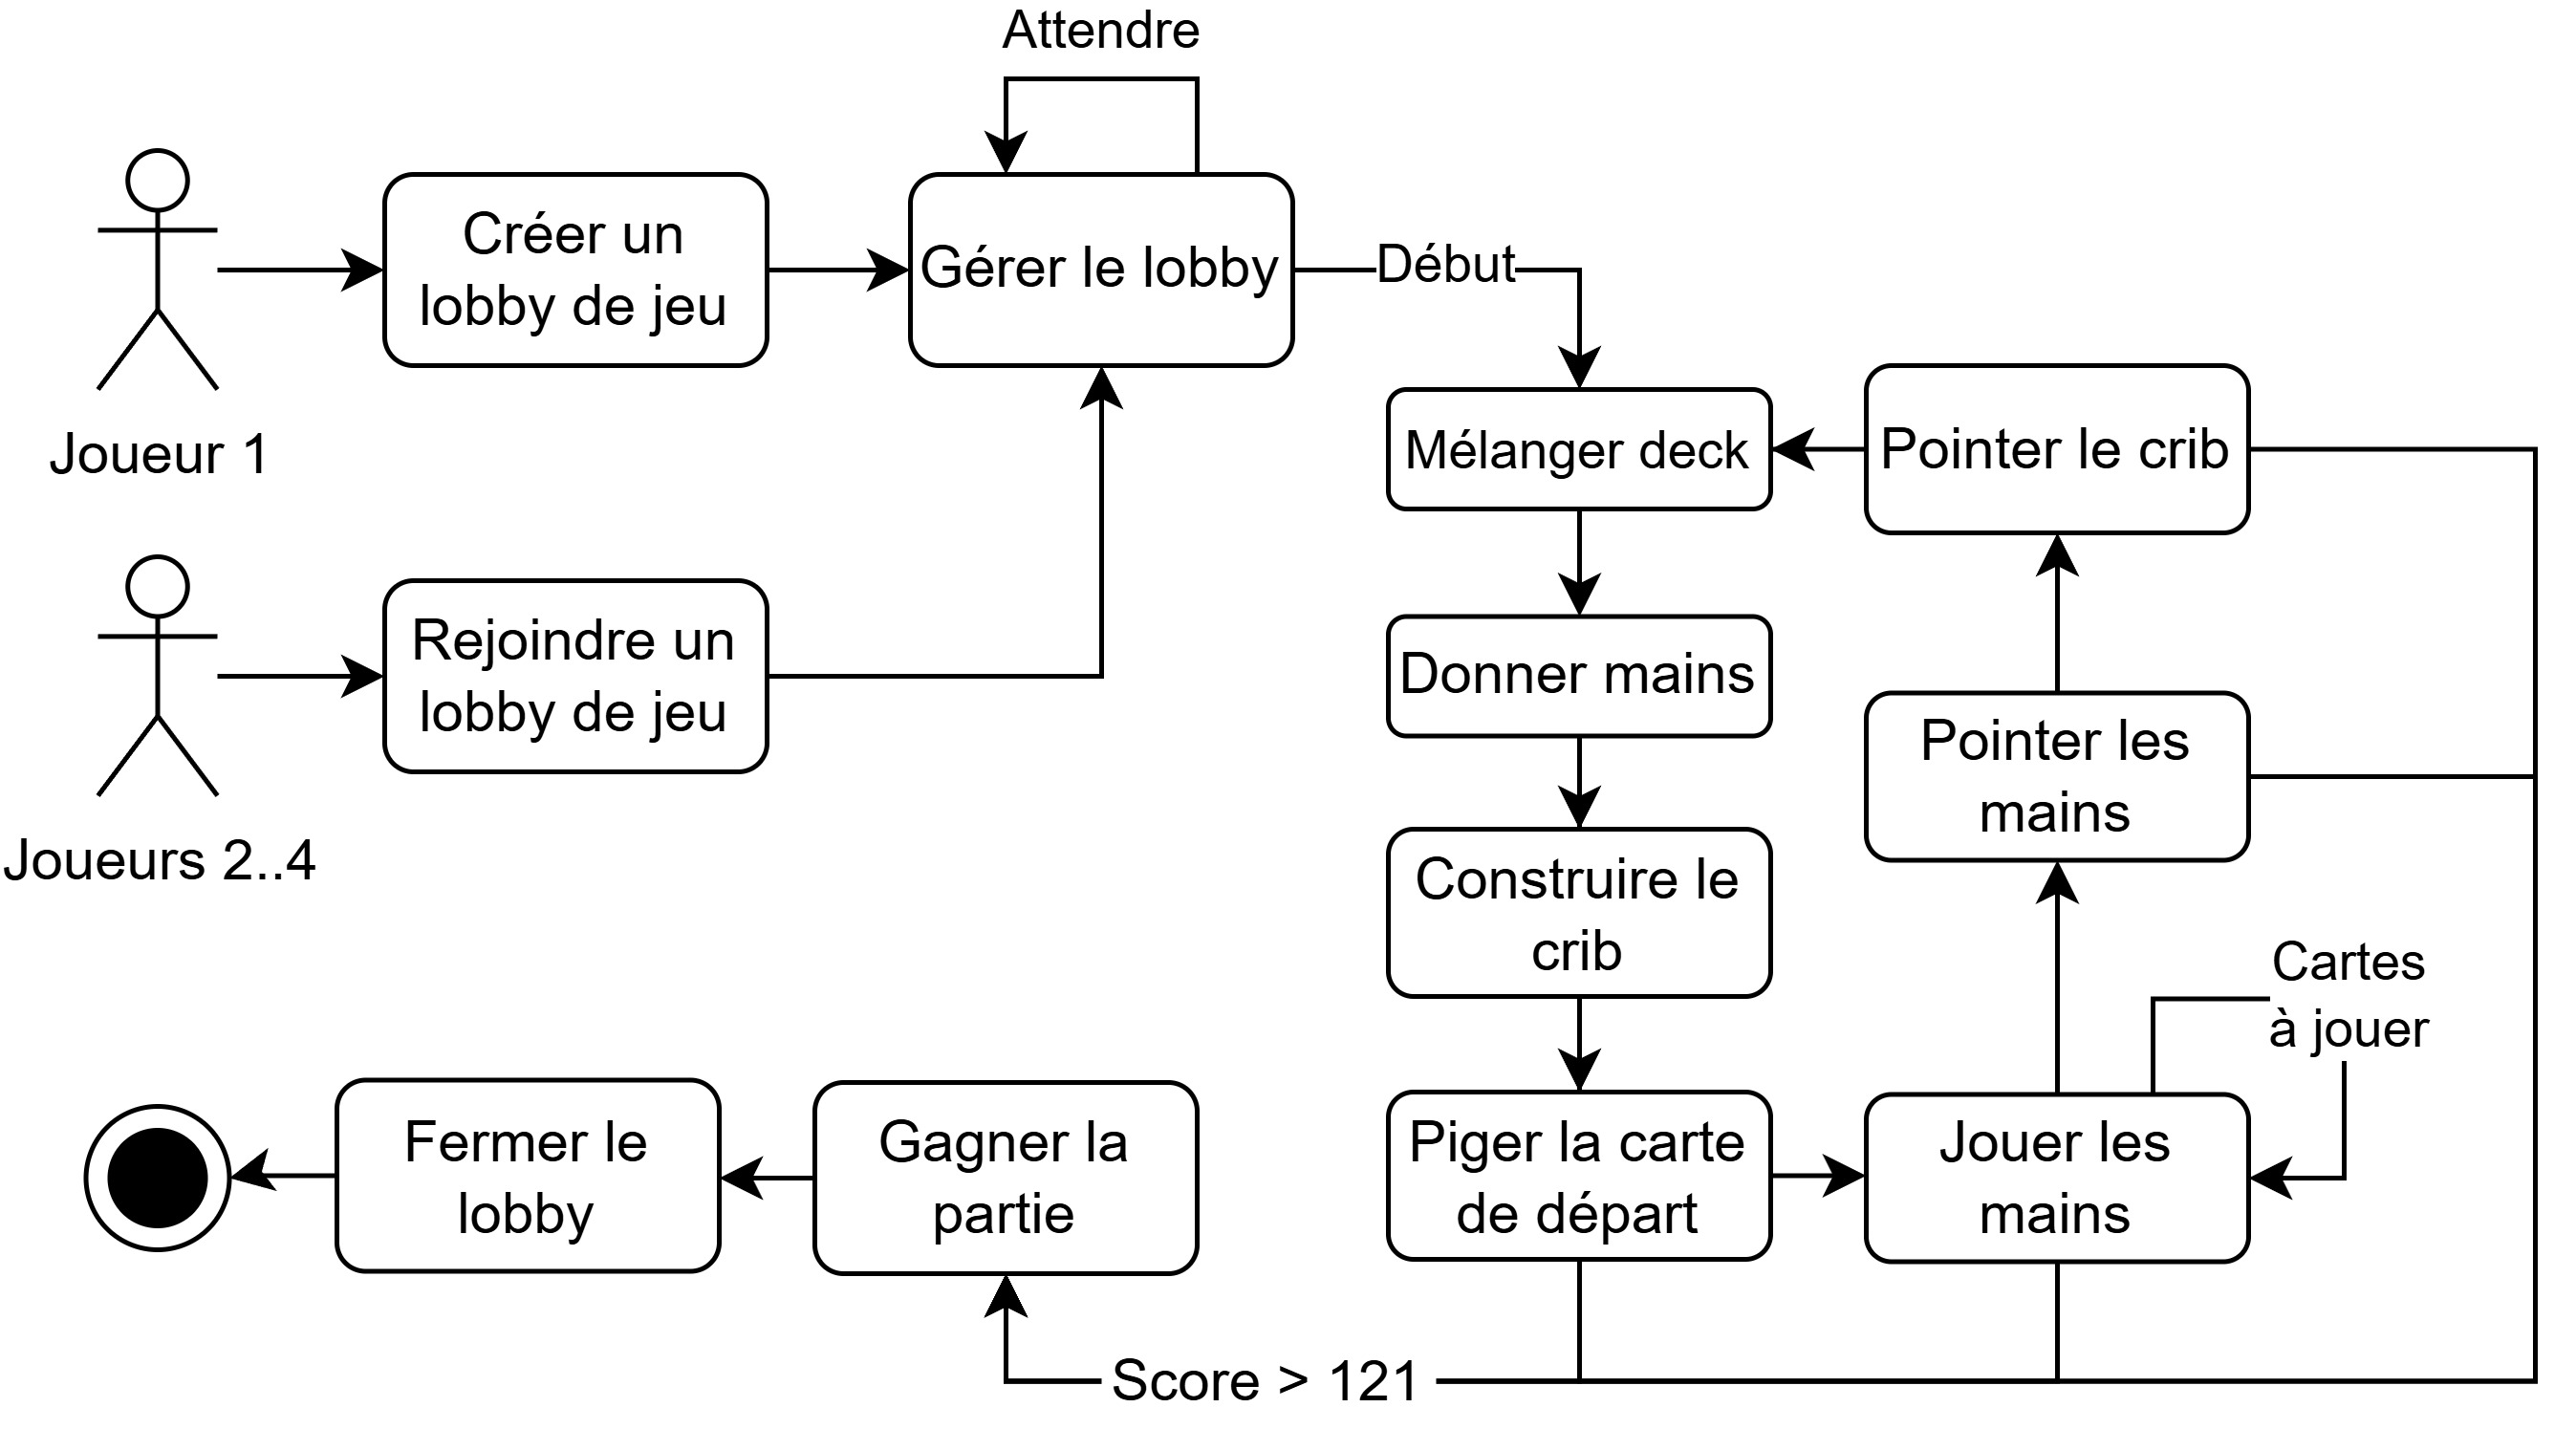 Attendre
Créer un
lobby de jeu
Gérer le lobby
Début
Joueur 1
Mélanger deck
Pointer le crib
Rejoindre un
lobby de jeu
Donner mains
Pointer les
mains
Joueurs 2..4
Construire le
crib
Cartes
à jouer
Fermer le
lobby
Gagner la
partie
Piger la carte
de départ
Jouer les
mains
Score > 121